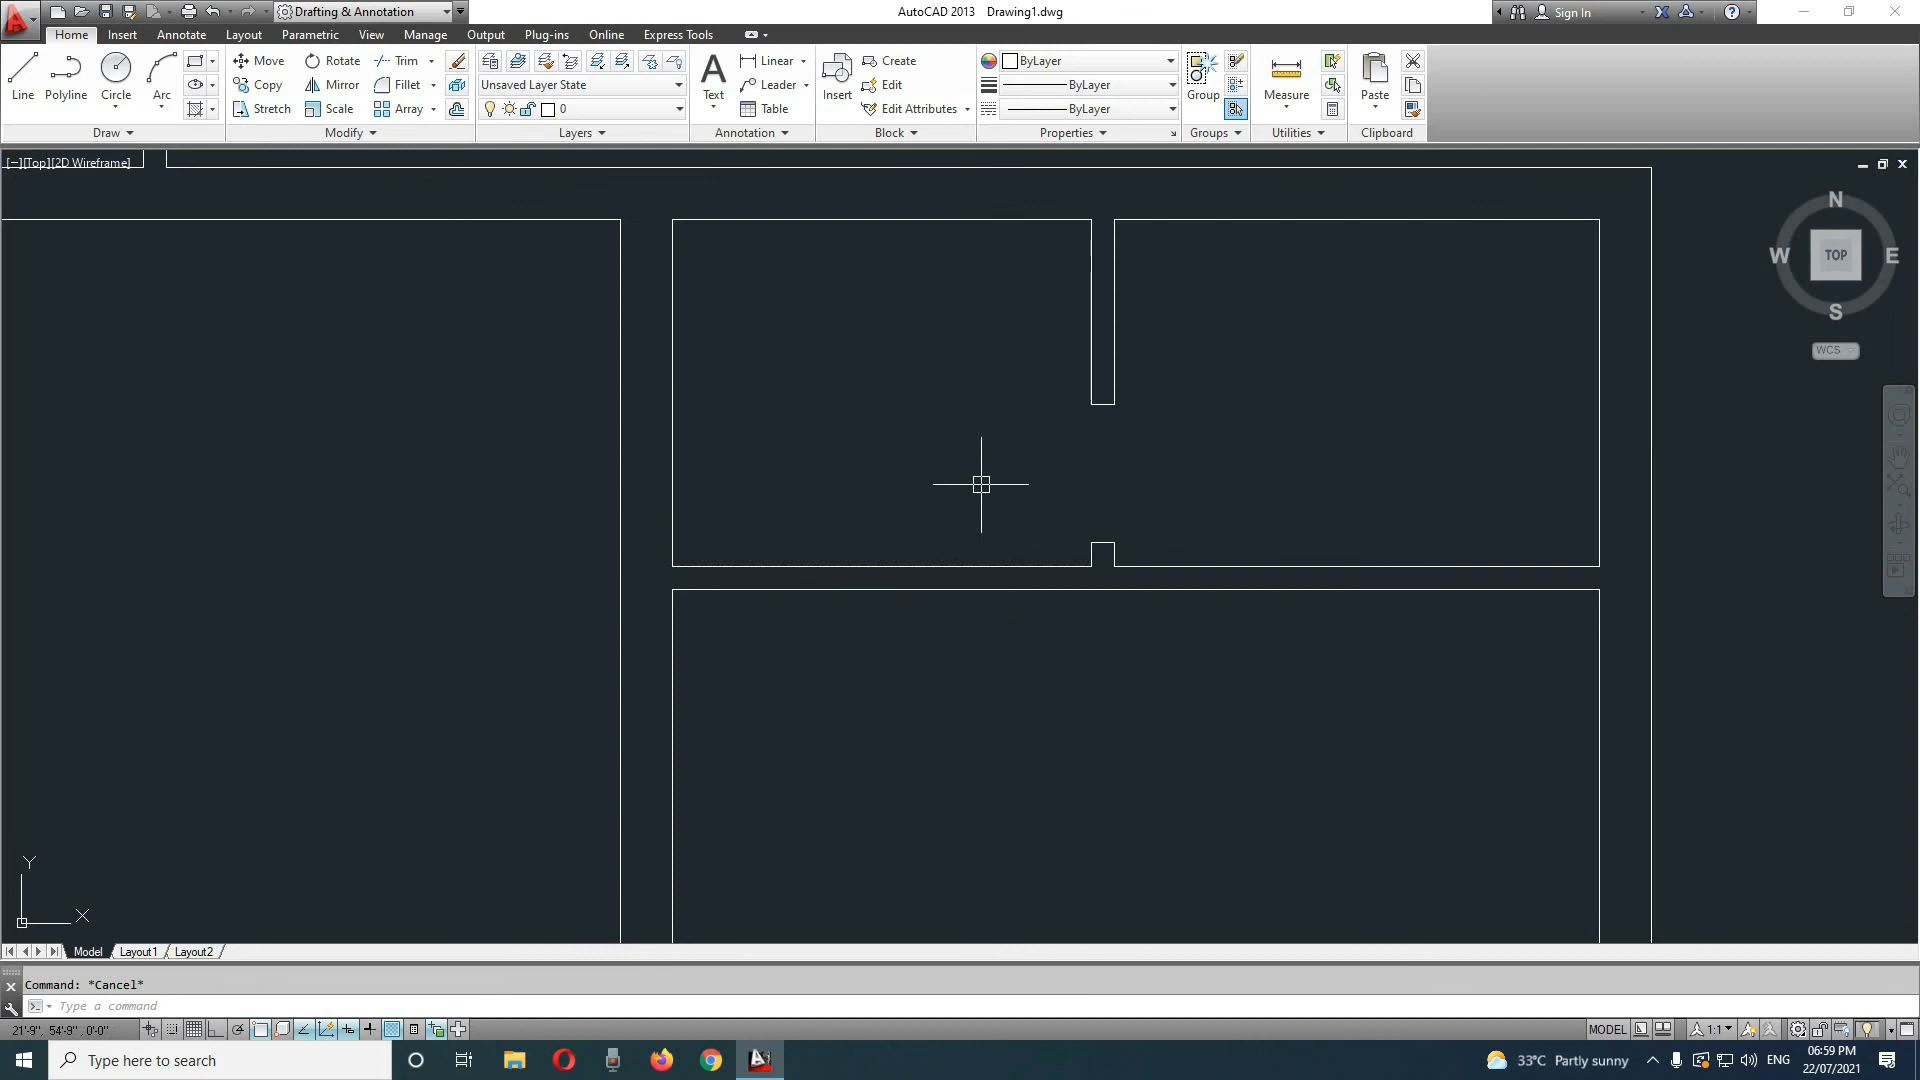 Drafting & Annotation
AutoCAD 2013 Drawing1.dwg
Sign In
Home Insert Annotate Layout Parametric View Manage Output Plug-ins Online Express Tools
Line
Polyline
Circle
Arc
Move Rotate Trim
Copy Mirror Fillet
Stretch Scale Array
Unsaved Layer State
0
Text
Linear
Leader
Table
Insert
Create
Edit
Edit Attributes
ByLayer
ByLayer
ByLayer
Group
Measure
Paste
Draw Modify Layers Annotation Block Properties Groups Utilities Clipboard
[−][Top][2D Wireframe]
N
W TOP E
S
WCS
Y
X
Model Layout1 Layout2
Command: *Cancel*
Type a command
21'-9", 54'-9" , 0'-0"
MODEL
1:1
Type here to search
33°C Partly sunny
ENG
06:59 PM
22/07/2021